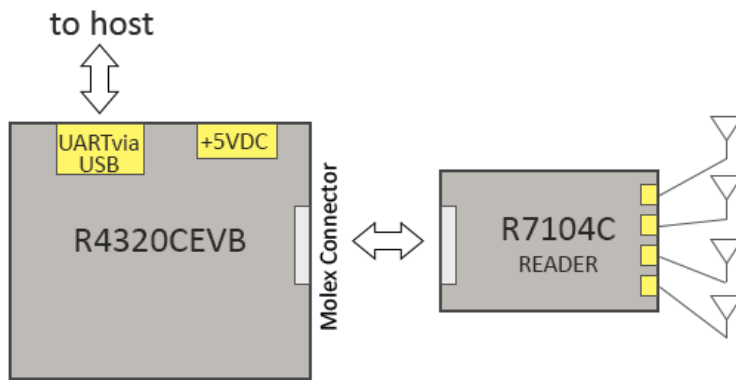 to host
UARTvia
USB
+5VDC
R4320CEVB
Molex Connector
R7104C
READER